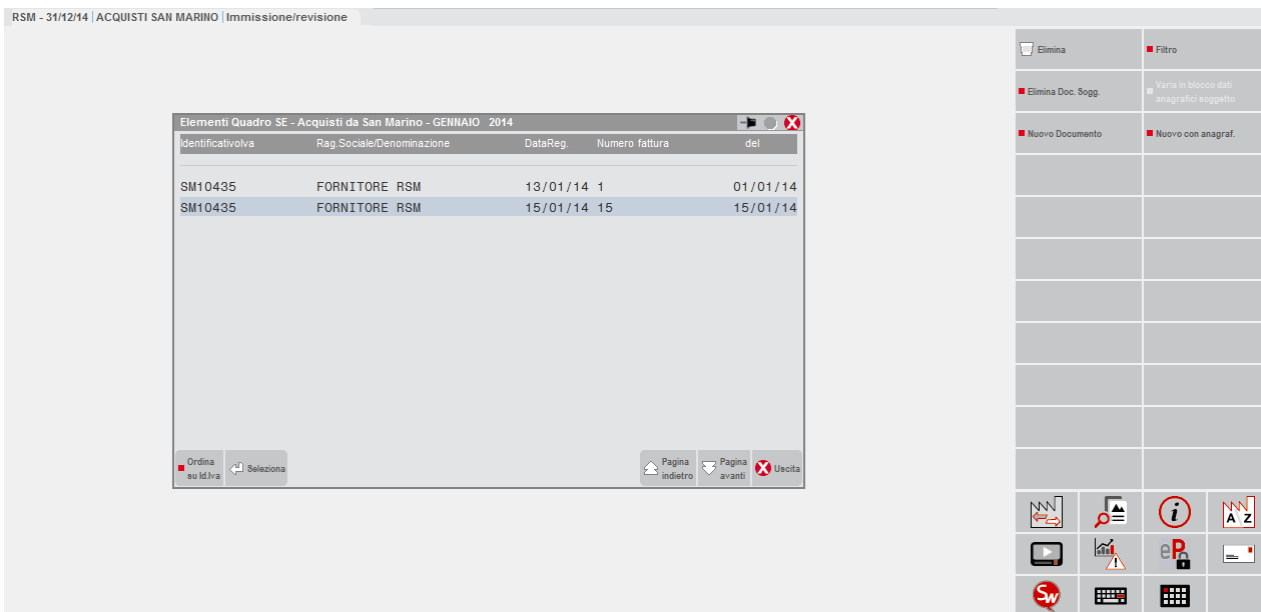 RSM - 31/12/14 | ACQUISTI SAN MARINO | Immissione/revisione
Elimina
Filtro
Elimina Doc. Sogg.
Varia in blocco dati
anagrafici soggetto
Nuovo Documento
Nuovo con anagraf.
Elementi Quadro SE - Acquisti da San Marino - GENNAIO 2014
IdentificativoIva Rag.Sociale/Denominazione DataReg. Numero fattura del
SM10435 FORNITORE RSM 13/01/14 1 01/01/14
SM10435 FORNITORE RSM 15/01/14 15 15/01/14
Ordina
su Id.Iva
Seleziona
Pagina
indietro
Pagina
avanti
Uscita
i
A Z
eP
Sw